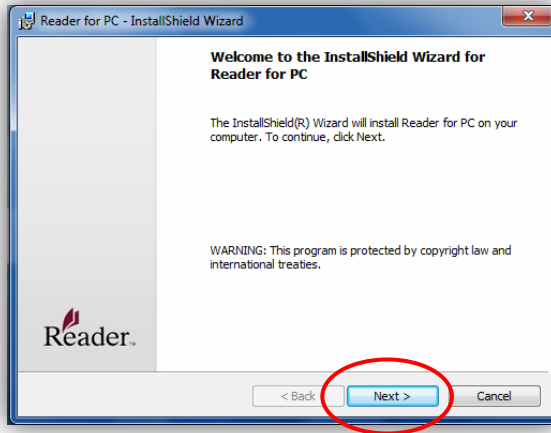 Reader for PC - InstallShield Wizard
Welcome to the InstallShield Wizard for
Reader for PC
The InstallShield(R) Wizard will install Reader for PC on your
computer. To continue, click Next.
WARNING: This program is protected by copyright law and
international treaties.
Reader™
< Back
Next >
Cancel